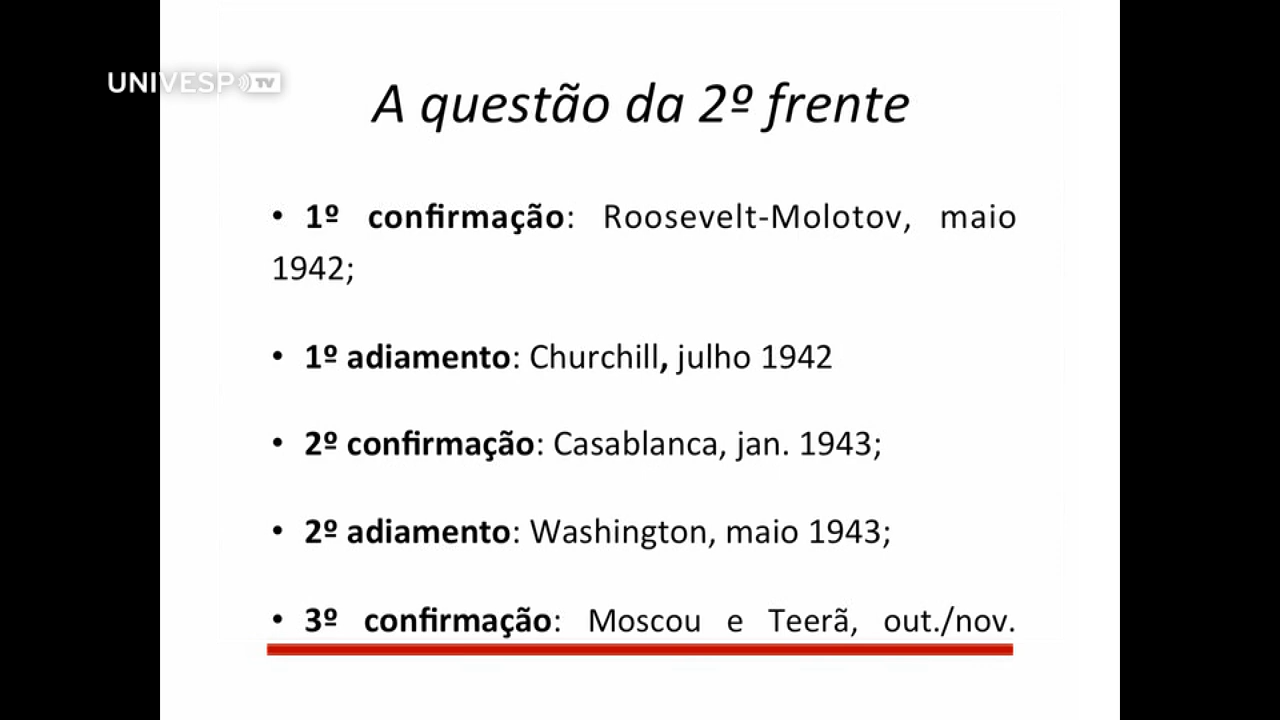 UNIVESP TV
A questão da 2º frente
• 1º confirmação: Roosevelt-Molotov, maio
1942;
• 1º adiamento: Churchill, julho 1942
• 2º confirmação: Casablanca, jan. 1943;
• 2º adiamento: Washington, maio 1943;
• 3º confirmação: Moscou e Teerã, out./nov.